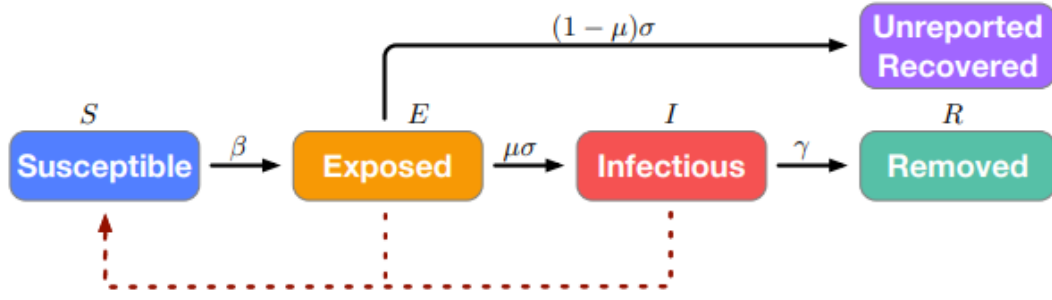 (1 − μ)σ
Unreported
Recovered
S
E
I
R
Susceptible
β
Exposed
μσ
Infectious
γ
Removed